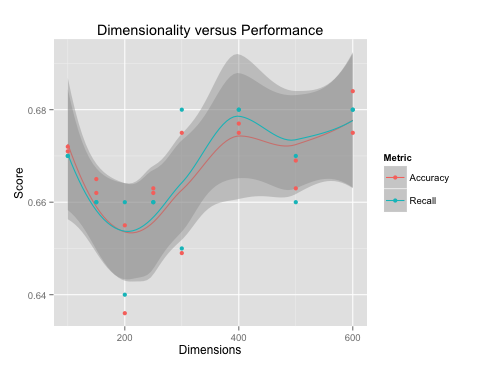 Dimensionality versus Performance
Score
0.68
0.66
0.64
200
400
600
Dimensions
Metric
Accuracy
Recall